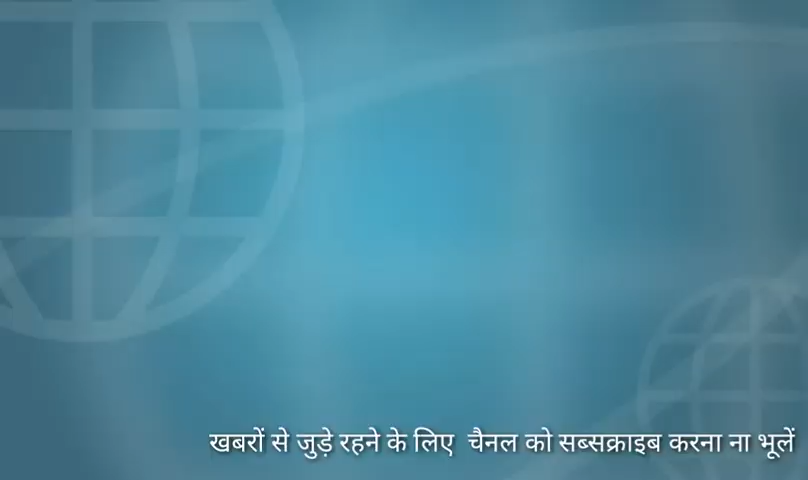 खबरों से जुड़े रहने के लिए चैनल को सब्सक्राइब करना ना भूलें